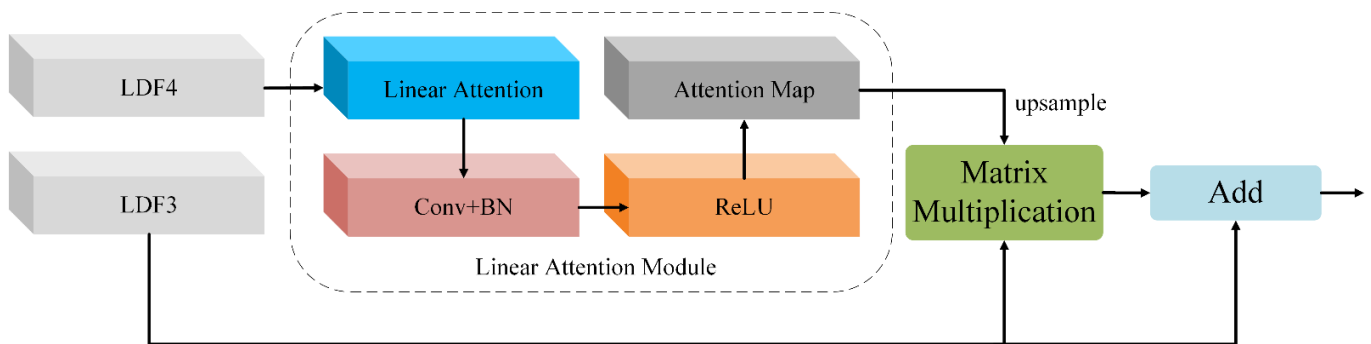 LDF4
Linear Attention
Attention Map
upsample
LDF3
Conv+BN
ReLU
Matrix
Multiplication
Add
Linear Attention Module